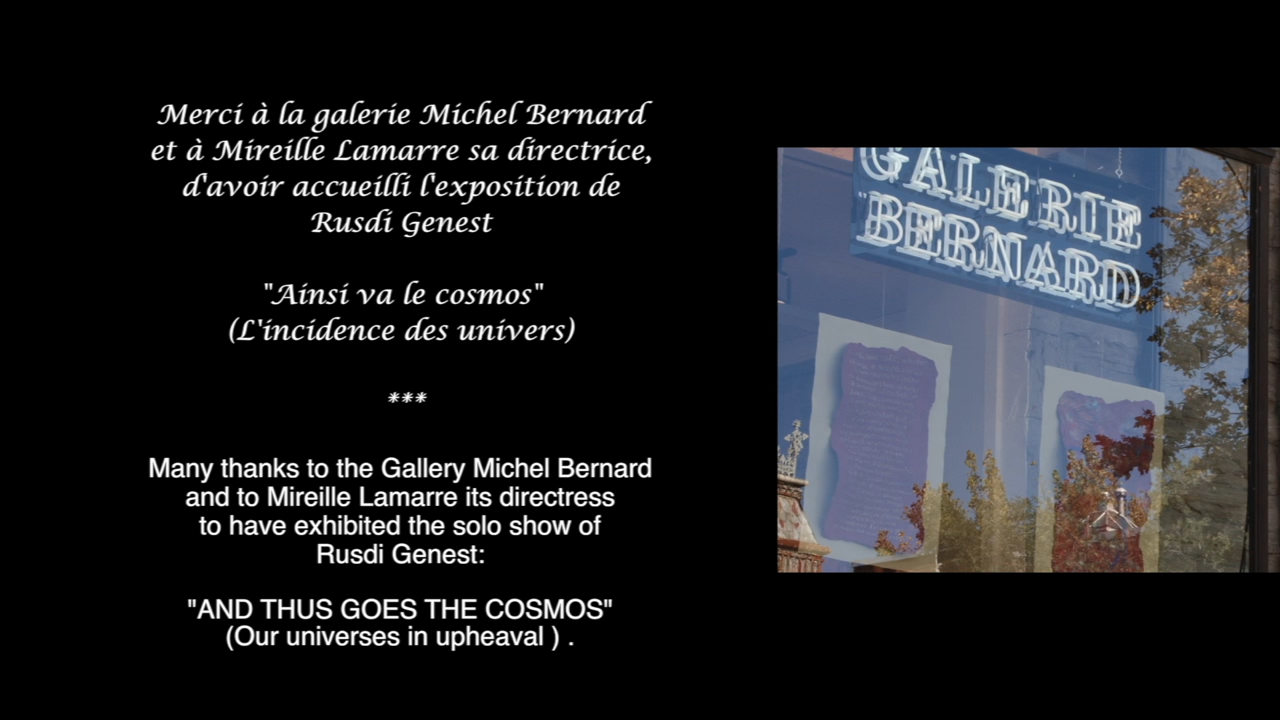 Merci à la galerie Michel Bernard
et à Mireille Lamarre sa directrice,
d'avoir accueilli l'exposition de
Rusdi Genest
"Ainsi va le cosmos"
(L'incidence des univers)
***
Many thanks to the Gallery Michel Bernard
and to Mireille Lamarre its directress
to have exhibited the solo show of
Rusdi Genest:
"AND THUS GOES THE COSMOS"
(Our universes in upheaval ) .
GALERIE
BERNARD